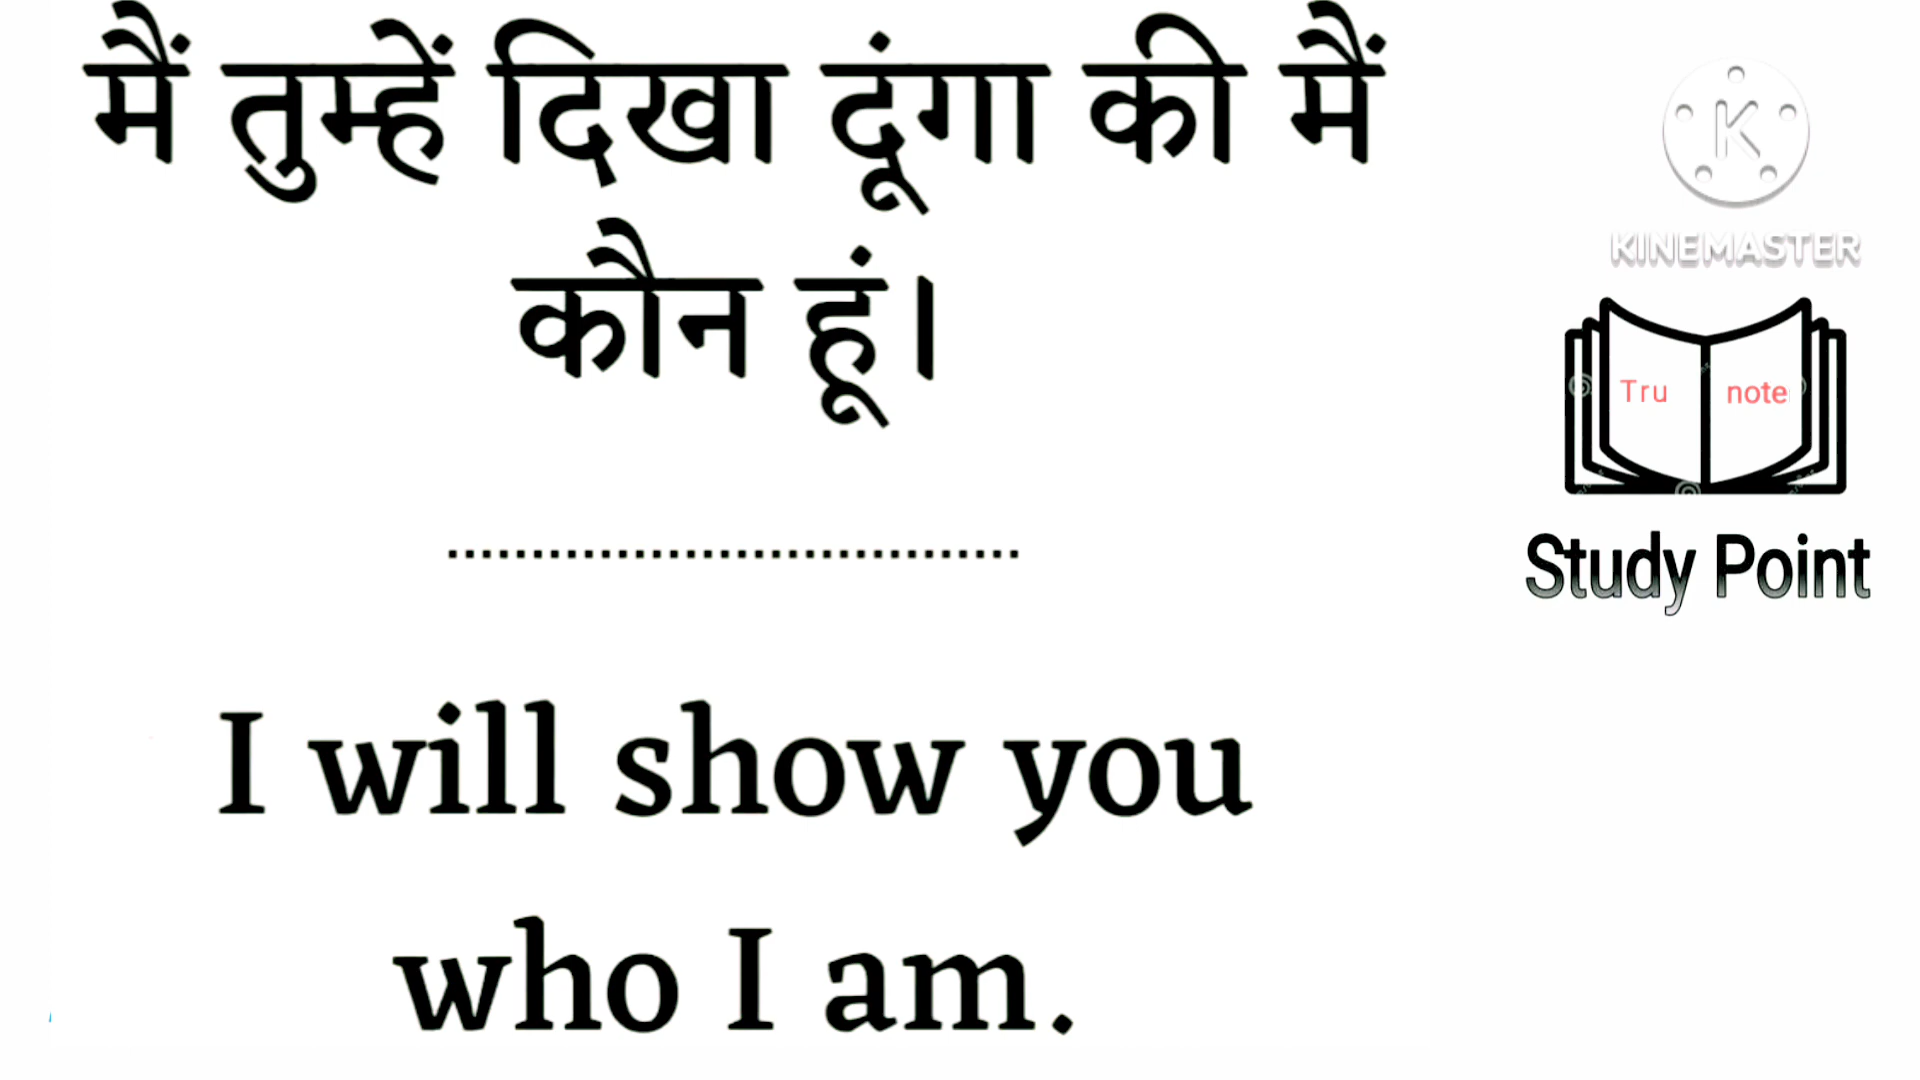 मैं तुम्हें दिखा दूंगा की मैं
कौन हूं।
..................................
I will show you
who I am.
K
KINEMASTER
Tru note
Study Point